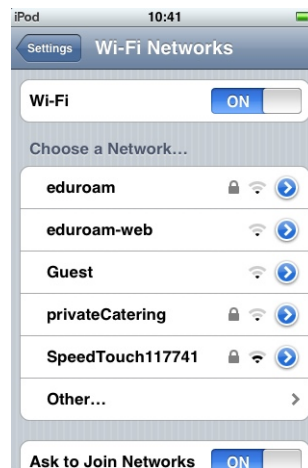 iPod 10:41
Settings Wi-Fi Networks
Wi-Fi ON
Choose a Network...
eduroam
eduroam-web
Guest
privateCatering
SpeedTouch117741
Other...
Ask to Join Networks ON